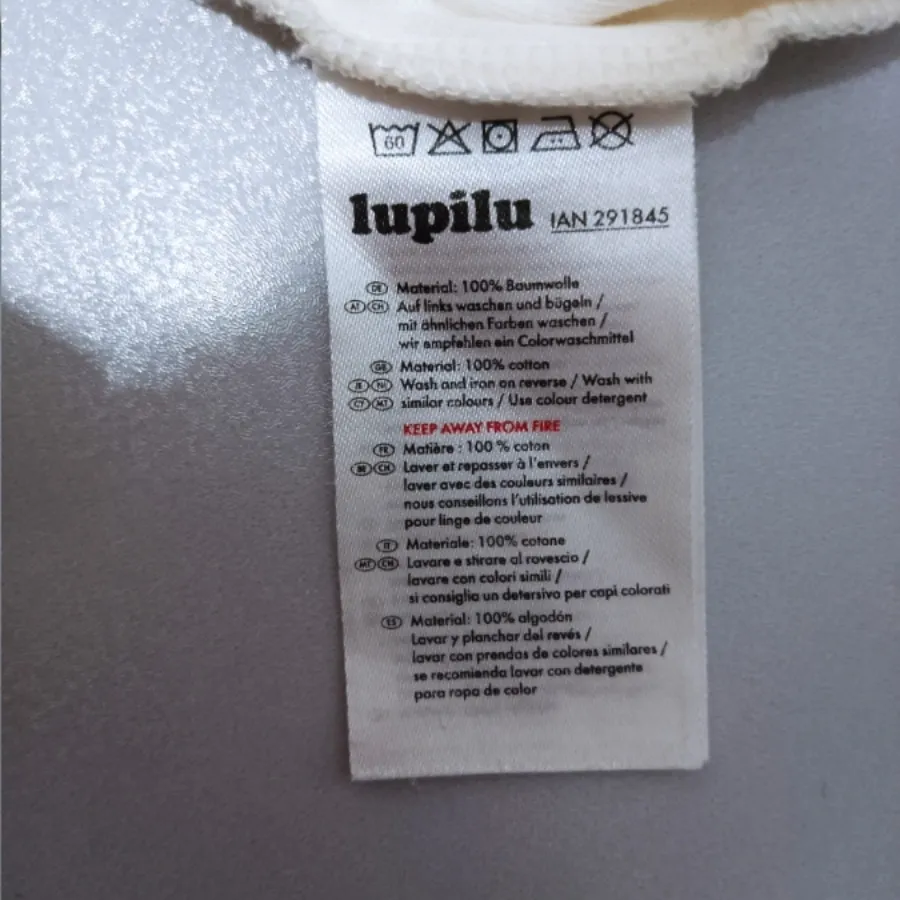 60
lupilu IAN 291845
DE Material: 100% Baumwolle
AT CH Auf links waschen und bügeln /
mit ähnlichen Farben waschen /
wir empfehlen ein Colorwaschmittel
GB Material: 100% cotton
Wash and iron on reverse / Wash with
CY MT similar colours / Use colour detergent
KEEP AWAY FROM FIRE
FR Matière : 100 % coton
BE CH Laver et repasser à l'envers /
laver avec des couleurs similaires /
nous conseillons l'utilisation de lessive
pour linge de couleur
IT Materiale: 100% cotone
MT CH Lavare e stirare al rovescio /
lavare con colori simili /
si consiglia un detersivo per capi colorati
ES Material: 100% algodón
Lavar y planchar del revés /
lavar con prendas de colores similares /
se recomienda lavar con detergente
para ropa de color